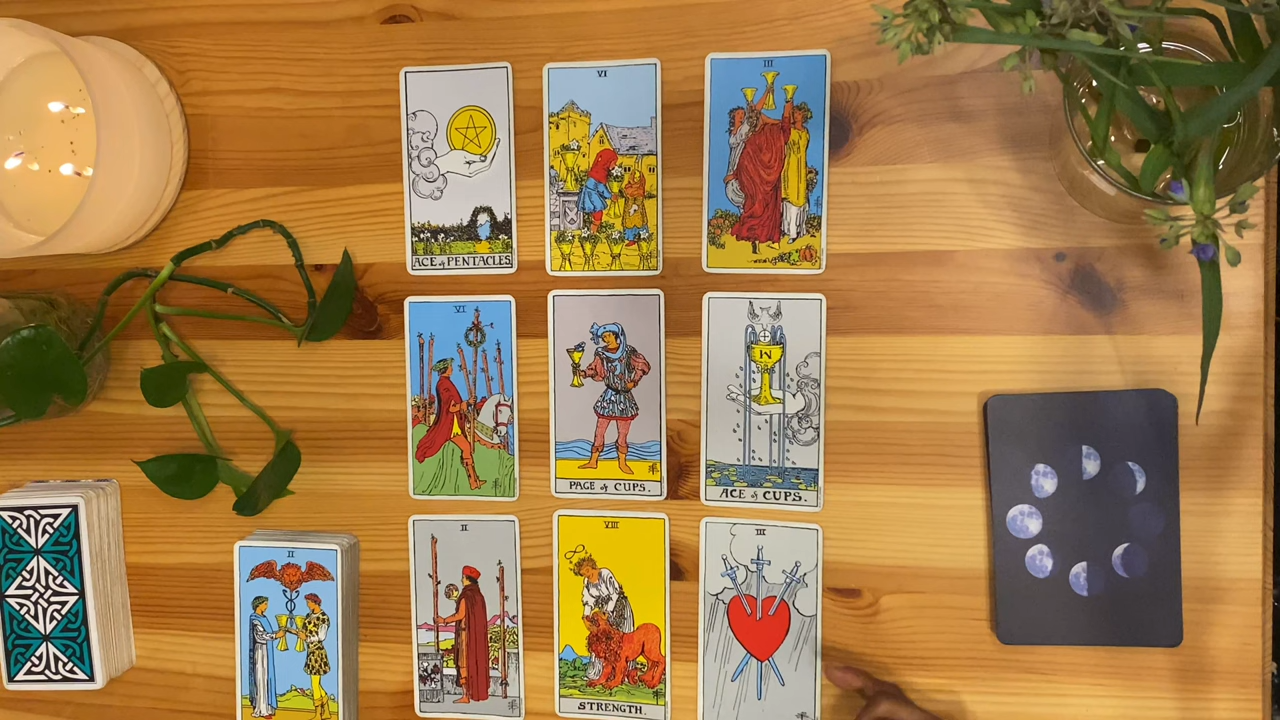 ACE of PENTACLES.
VI
III
VI
PAGE of CUPS.
M
ACE of CUPS.
II
II
VIII
STRENGTH.
III